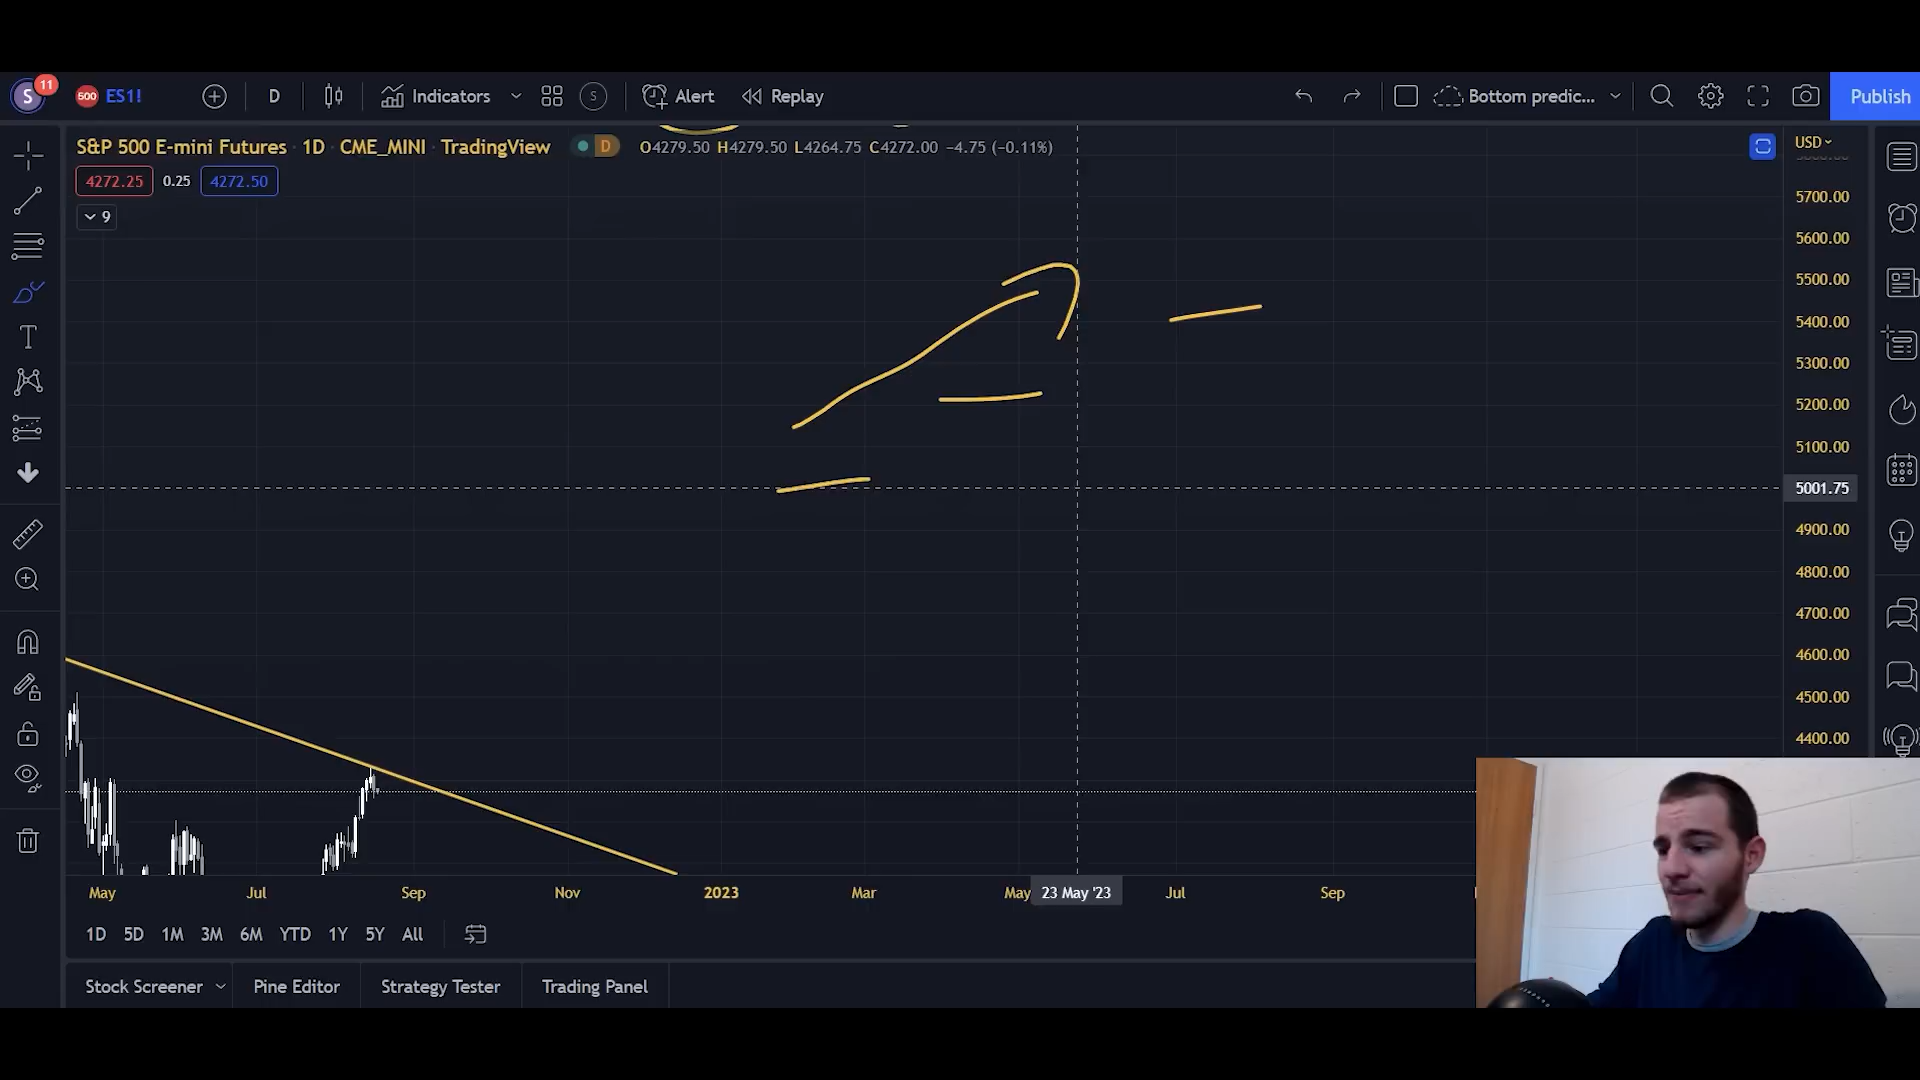 S 11 500 ES1! D Indicators S Alert Replay Bottom predic... Publish
S&P 500 E-mini Futures · 1D · CME_MINI · TradingView D O4279.50 H4279.50 L4264.75 C4272.00 −4.75 (−0.11%) USD
4272.25 0.25 4272.50
9
5700.00
5600.00
5500.00
5400.00
5300.00
5200.00
5100.00
5001.75
4900.00
4800.00
4700.00
4600.00
4500.00
4400.00
May Jul Sep Nov 2023 Mar May 23 May '23 Jul Sep
1D 5D 1M 3M 6M YTD 1Y 5Y All
Stock Screener Pine Editor Strategy Tester Trading Panel
T